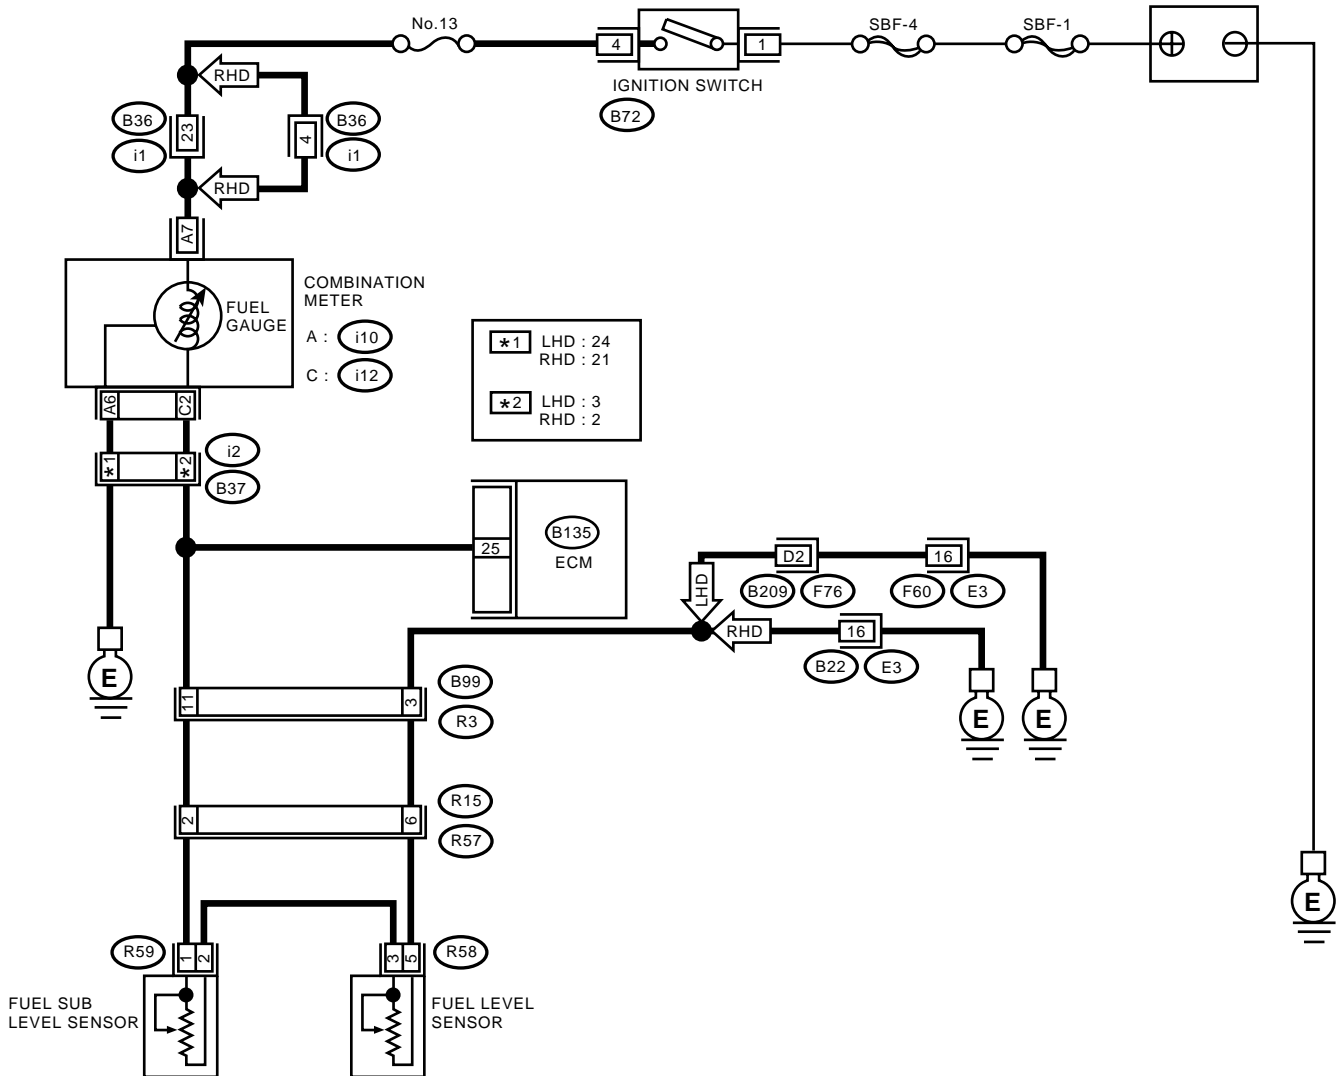 No.13
4
1
SBF-4
SBF-1
IGNITION SWITCH
B72
RHD
B36
i1
23
4
B36
i1
RHD
A7
COMBINATION
METER
FUEL
GAUGE
A : i10
C : i12
*1 LHD : 24
RHD : 21
*2 LHD : 3
RHD : 2
A6
C2
*1
*2
i2
B37
25
B135
ECM
LHD
D2
16
B209
F76
F60
E3
RHD
16
B22
E3
E
E
E
11
3
B99
R3
2
6
R15
R57
E
R59
1
2
3
5
R58
FUEL SUB
LEVEL SENSOR
FUEL LEVEL
SENSOR